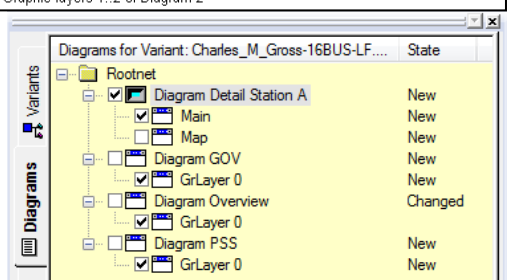 Graphic layers 1..2 of Diagram 2
Diagrams for Variant: Charles_M_Gross-16BUS-LF.... State
Rootnet
Diagram Detail Station A New
Main New
Map New
Diagram GOV New
GrLayer 0 New
Diagram Overview Changed
GrLayer 0
Diagram PSS New
GrLayer 0 New
Variants
Diagrams